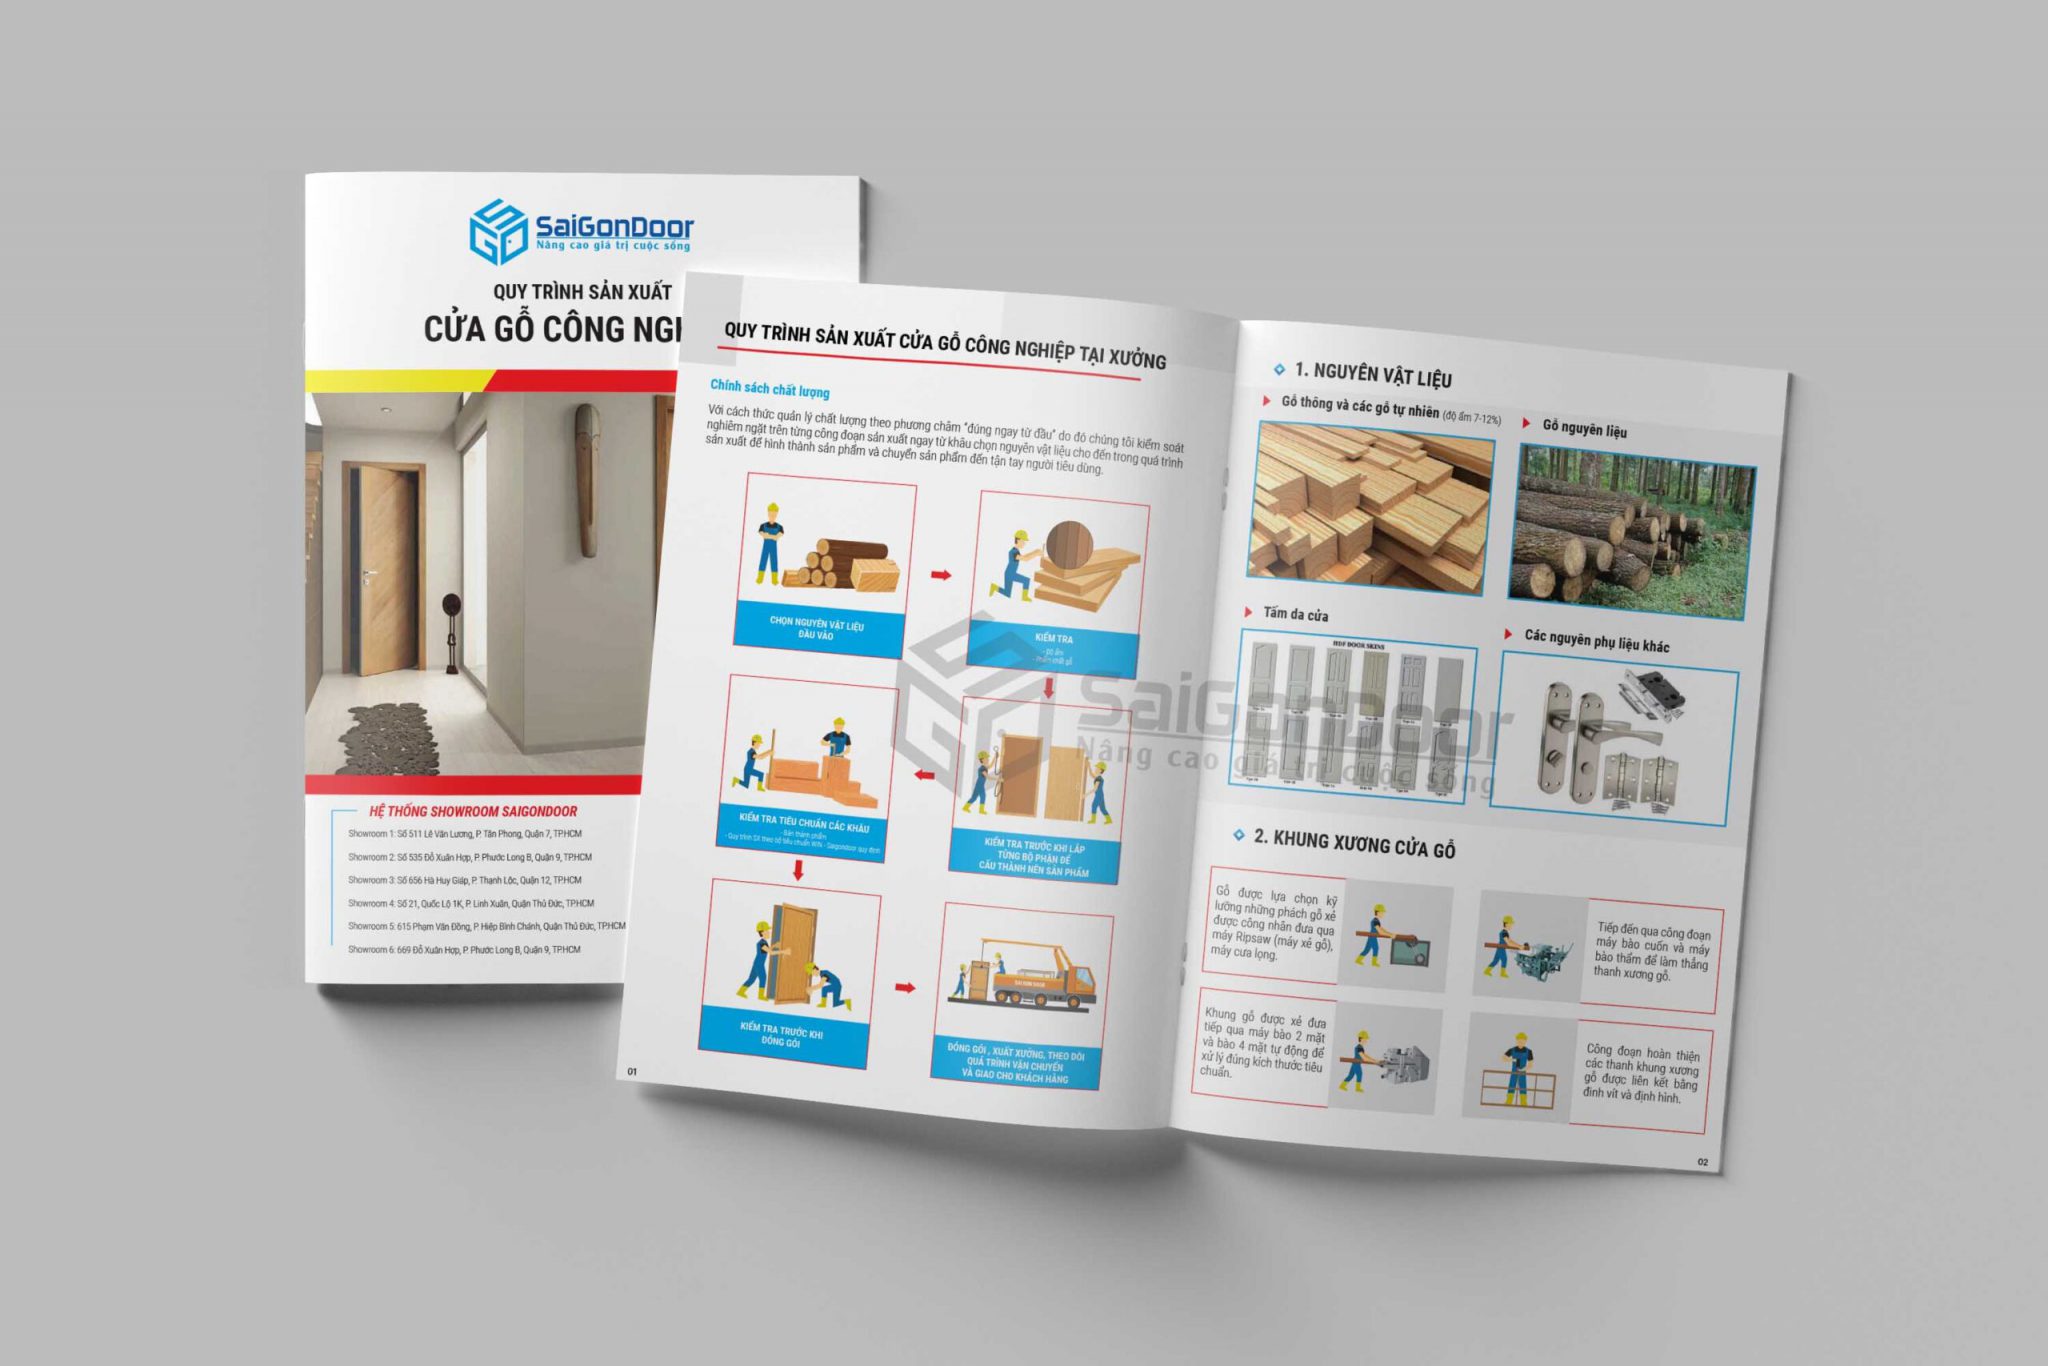 SaiGonDoor
Nâng cao giá trị cuộc sống
QUY TRÌNH SẢN XUẤT
CỬA GỖ CÔNG NGH
HỆ THỐNG SHOWROOM SAIGONDOOR
Showroom 1: Số 511 Lê Văn Lương, P. Tân Phong, Quận 7, TP.HCM
Showroom 2: Số 535 Đỗ Xuân Hợp, P. Phước Long B, Quận 9, TP.HCM
Showroom 3: Số 656 Hà Huy Giáp, P. Thạnh Lộc, Quận 12, TP.HCM
Showroom 4: Số 21, Quốc Lộ 1K, P. Linh Xuân, Quận Thủ Đức, TP.HCM
Showroom 5: 615 Phạm Văn Đồng, P. Hiệp Bình Chánh, Quận Thủ Đức, TP.HCM
Showroom 6: 669 Đỗ Xuân Hợp, P. Phước Long B, Quận 9, TP.HCM
QUY TRÌNH SẢN XUẤT CỬA GỖ CÔNG NGHIỆP TẠI XƯỞNG
Chính sách chất lượng
Với cách thức quản lý chất lượng theo phương châm "đúng ngay từ đầu" do đó chúng tôi kiểm soát
nghiêm ngặt trên từng công đoạn sản xuất ngay từ khâu chọn nguyên vật liệu cho đến trong quá trình
sản xuất để hình thành sản phẩm và chuyển sản phẩm đến tận tay người tiêu dùng.
CHỌN NGUYÊN VẬT LIỆU
ĐẦU VÀO
KIỂM TRA
- Độ ẩm
- Phẩm chất gỗ
KIỂM TRA TIÊU CHUẨN CÁC KHÂU
- Bán thành phẩm
- Quy trình SX theo bộ tiêu chuẩn WIN - Saigondoor quy định
KIỂM TRA TRƯỚC KHI LẮP
TỪNG BỘ PHẬN ĐỂ
CẤU THÀNH NÊN SẢN PHẨM
KIỂM TRA TRƯỚC KHI
ĐÓNG GÓI
SAIGON DOOR
ĐÓNG GÓI , XUẤT XƯỞNG, THEO DÕI
QUÁ TRÌNH VẬN CHUYỂN
VÀ GIAO CHO KHÁCH HÀNG
01
1. NGUYÊN VẬT LIỆU
Gỗ thông và các gỗ tự nhiên (độ ẩm 7-12%)
Gỗ nguyên liệu
Tấm da cửa
HDF DOOR SKINS
Các nguyên phụ liệu khác
SaiGonDoor
Nâng cao giá trị cuộc sống
2. KHUNG XƯƠNG CỬA GỖ
Gỗ được lựa chọn kỹ
lưỡng những phách gỗ xẻ
được công nhân đưa qua
máy Ripsaw (máy xẻ gỗ),
máy cưa lọng.
Tiếp đến qua công đoạn
máy bào cuốn và máy
bào thẩm để làm thẳng
thanh xương gỗ.
Khung gỗ được xẻ đưa
tiếp qua máy bào 2 mặt
và bào 4 mặt tự động để
xử lý đúng kích thước tiêu
chuẩn.
Công đoạn hoàn thiện
các thanh khung xương
gỗ được liên kết bằng
đinh vít và định hình.
02